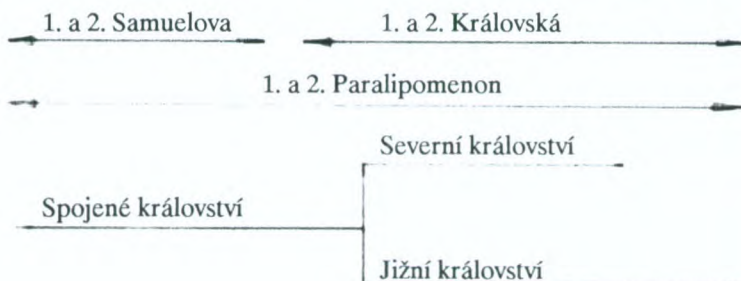 1. a 2. Samuelova 1. a 2. Královská
1. a 2. Paralipomenon
Severní království
Spojené království
Jižní království